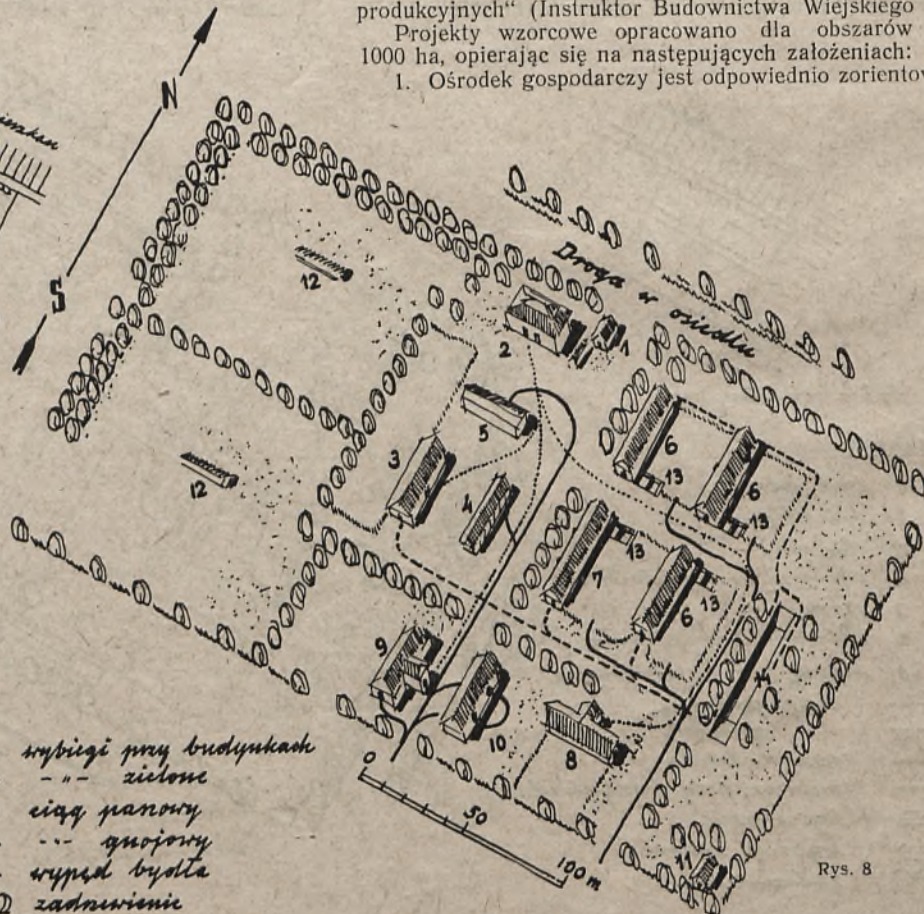 produkcyjnych“ (Instruktor Budownictwa Wiejskiego
Projekty wzorcowe opracowano dla obszarów
1000 ha, opierając się na następujących założeniach:
1. Ośrodek gospodarczy jest odpowiednio zorientow
N
S
Droga w osiedlu
12
2
1
5
3
4
6
13
6
13
12
13
7
6
13
14
9
10
8
11
0
50
100 m
wybiegi przy budynkach
- " - zielone
ciąg paszowy
- " - gnojowy
wypęd bydła
zadrzewienie
Rys. 8